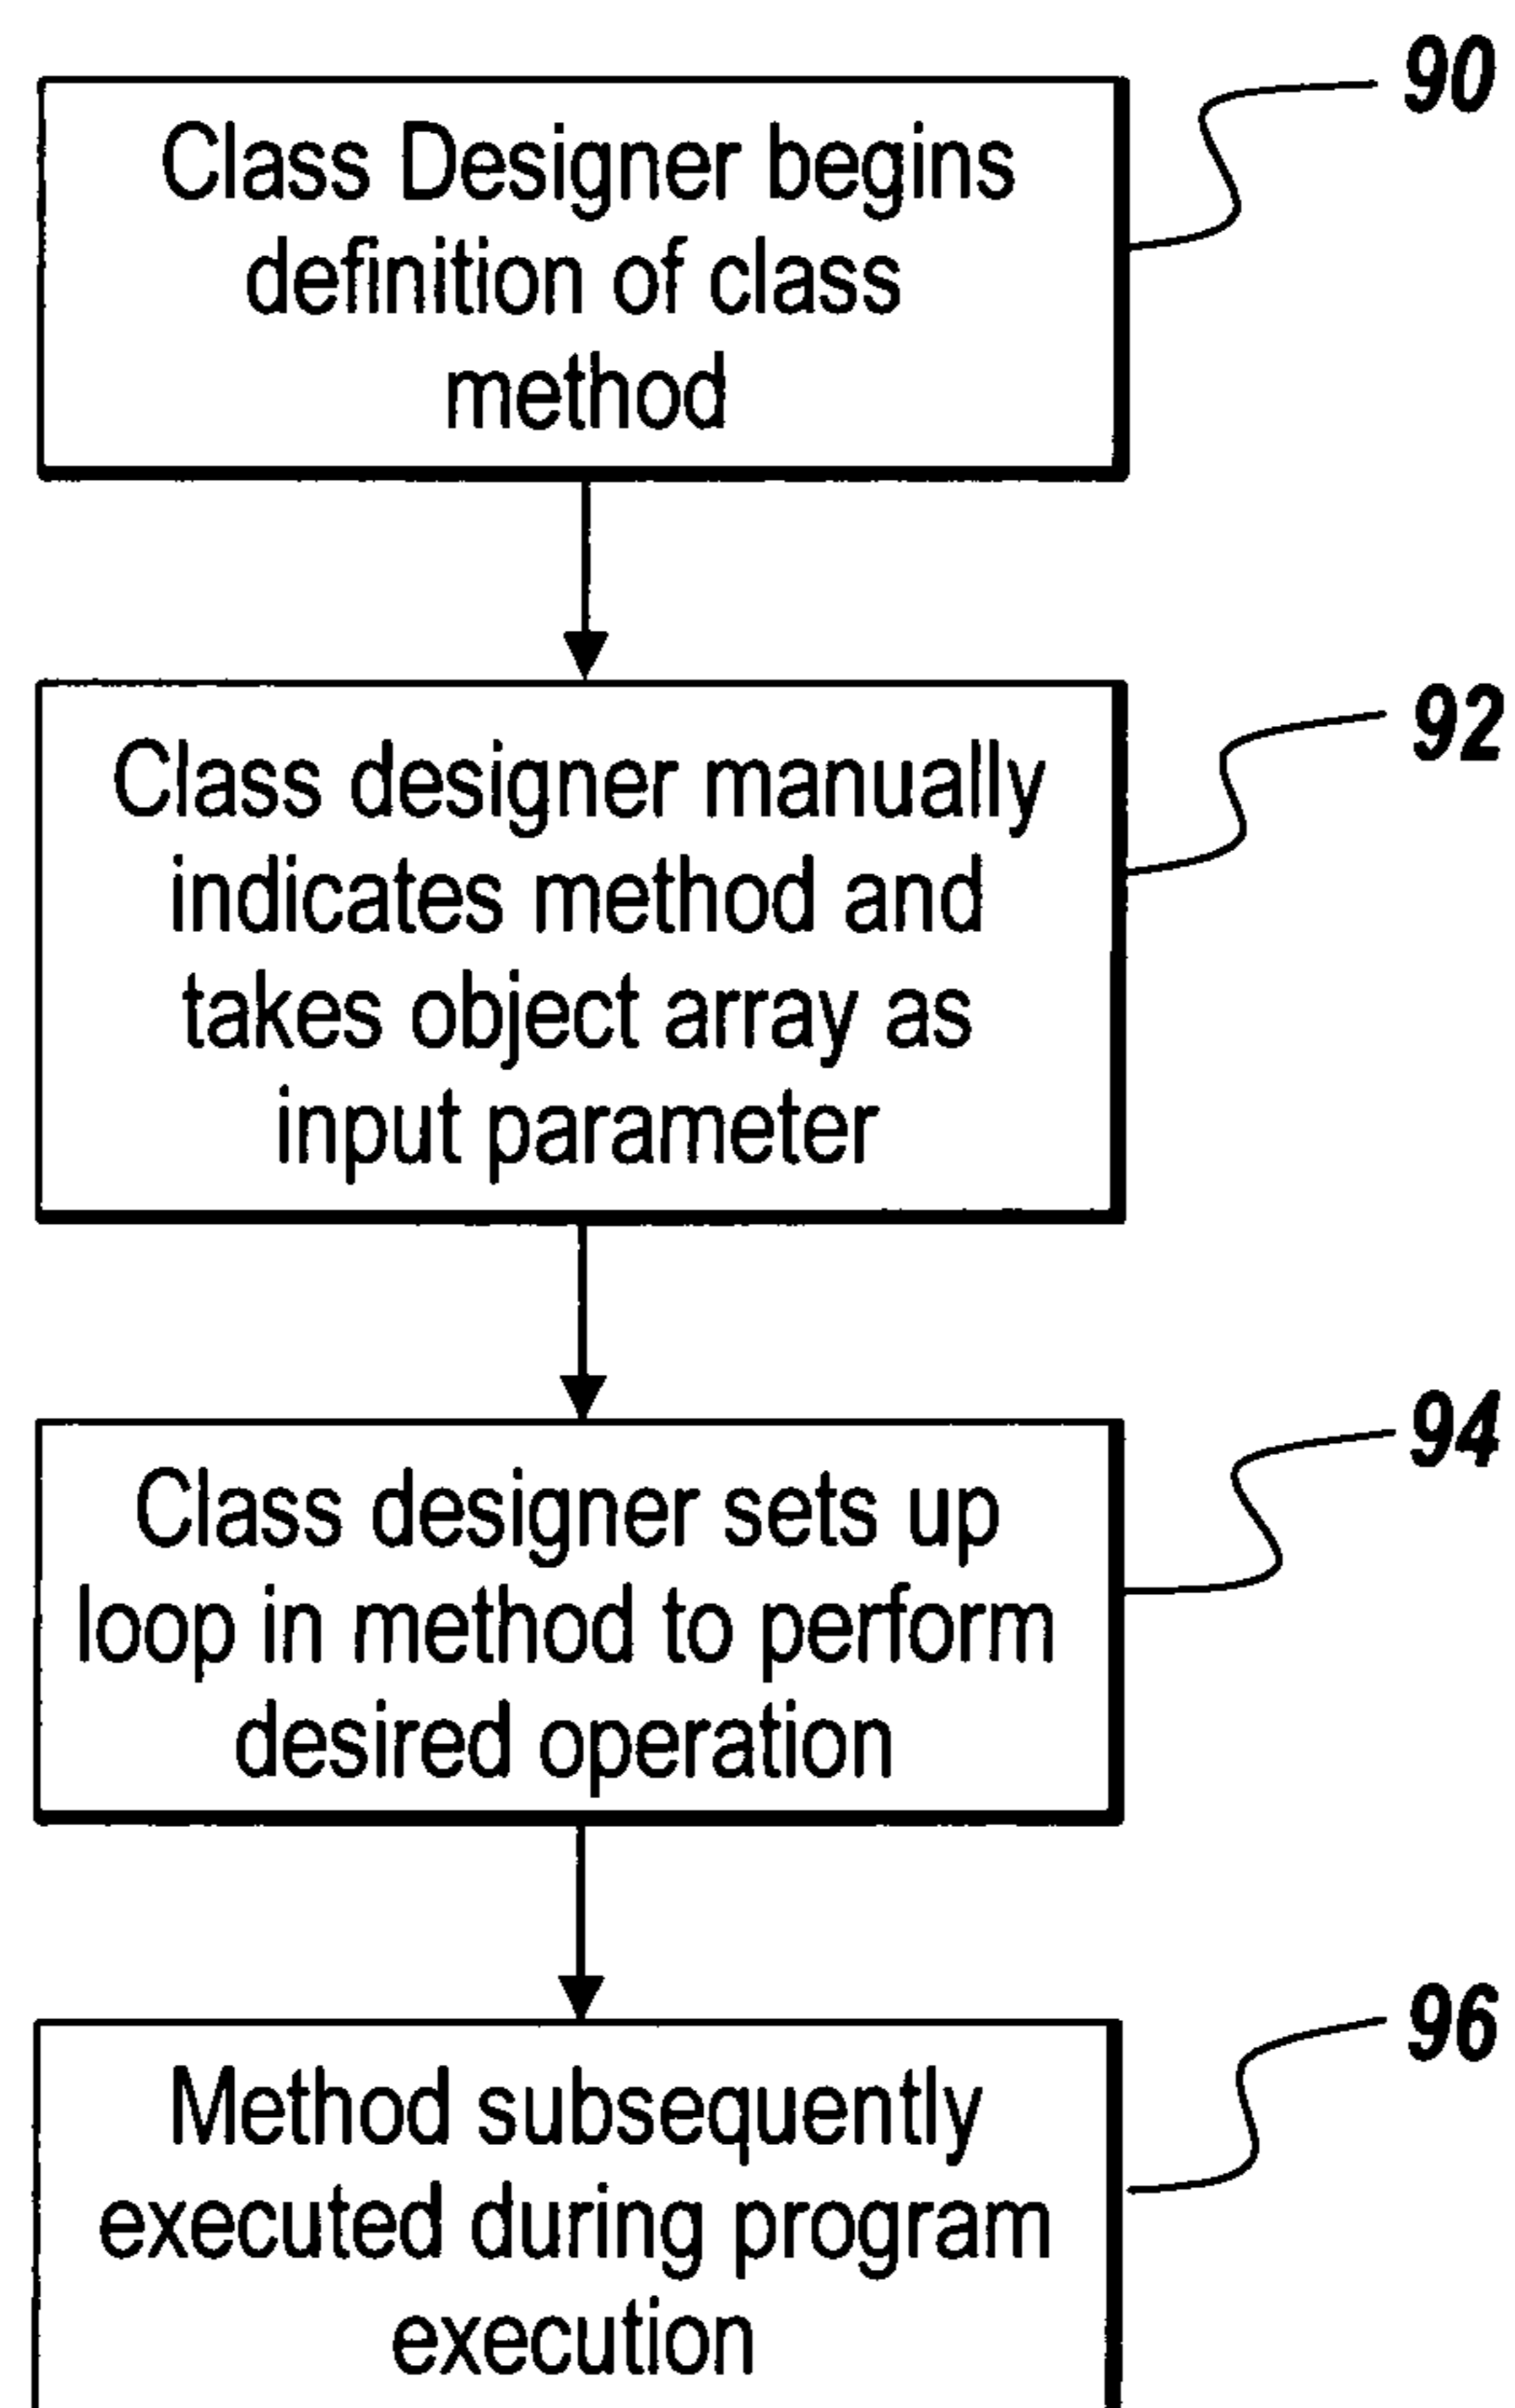 90
Class Designer begins
definition of class
method
92
Class designer manually
indicates method and
takes object array as
input parameter
94
Class designer sets up
loop in method to perform
desired operation
96
Method subsequently
executed during program
execution